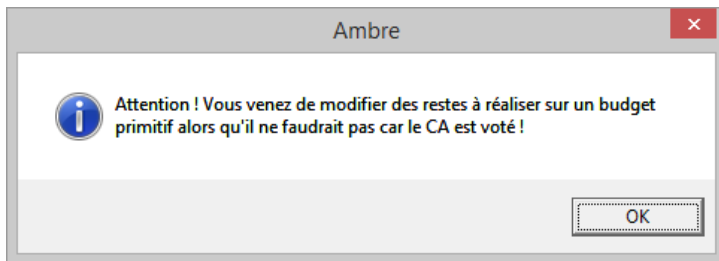 Ambre
Attention ! Vous venez de modifier des restes à réaliser sur un budget
primitif alors qu'il ne faudrait pas car le CA est voté !
OK